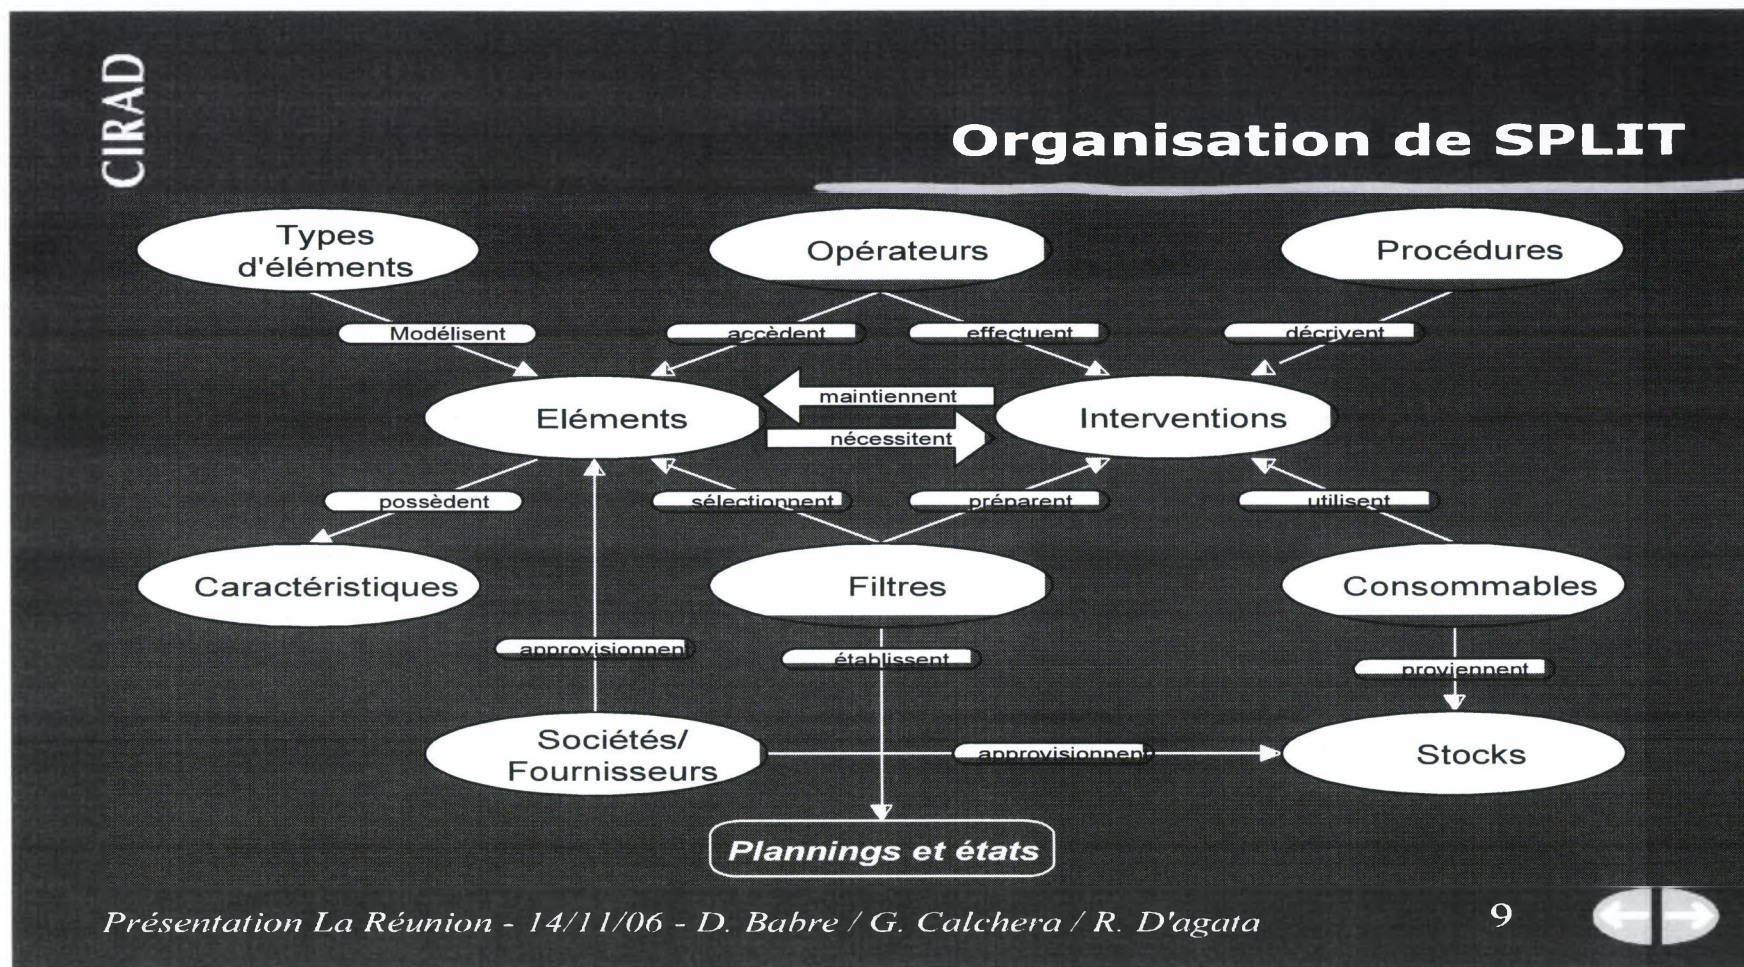 CIRAD
Organisation de SPLIT
Types
d'éléments
Opérateurs
Procédures
Modélisent
accèdent
effectuent
décrivent
Eléments
maintiennent
nécessitent
Interventions
possèdent
sélectionnent
préparent
utilisent
Caractéristiques
Filtres
Consommables
approvisionnent
établissent
proviennent
Sociétés/
Fournisseurs
approvisionnent
Stocks
Plannings et états
Présentation La Réunion - 14/11/06 - D. Babre / G. Calchera / R. D'agata
9